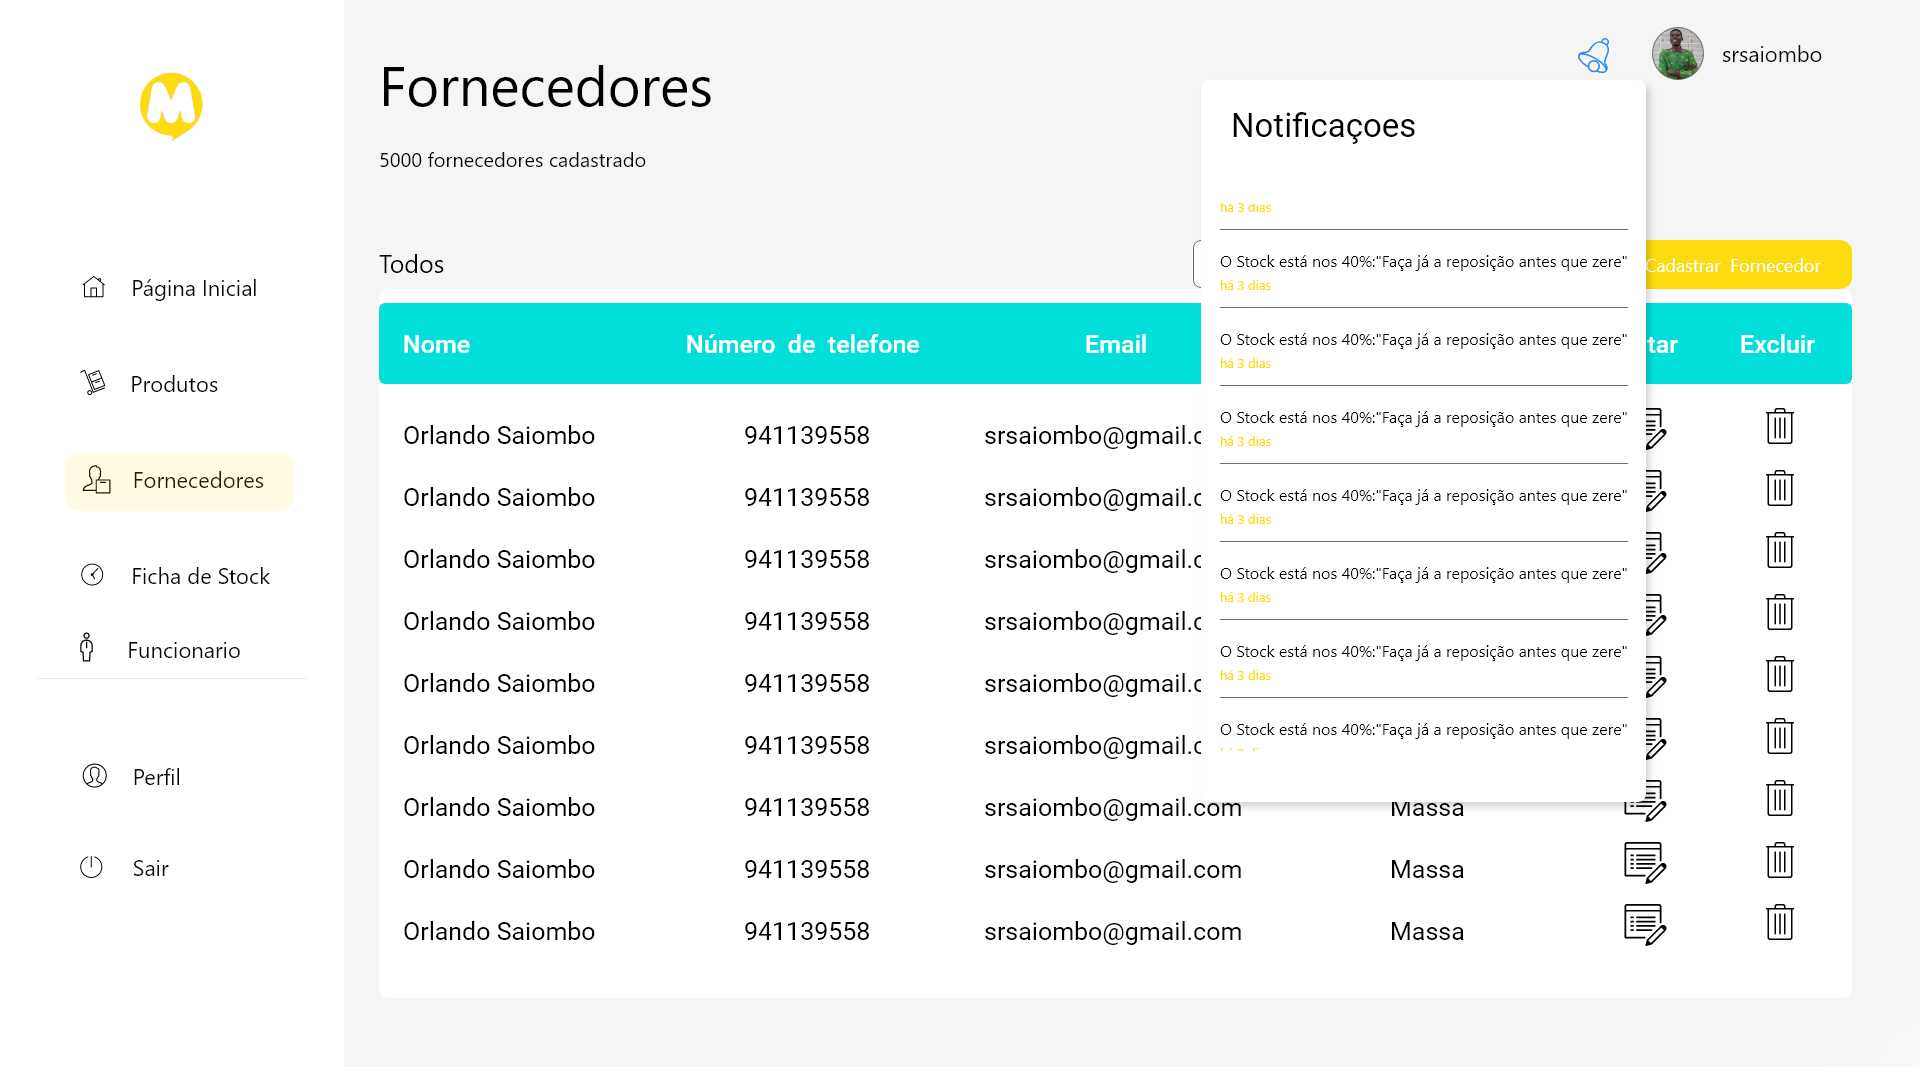 M
Página Inicial
Produtos
Fornecedores
Ficha de Stock
Funcionario
Perfil
Sair
srsaiombo
Fornecedores
5000 fornecedores cadastrado
Todos
Cadastrar Fornecedor
Nome Número de telefone Email tar Excluir
Orlando Saiombo 941139558 srsaiombo@gmail.c
Orlando Saiombo 941139558 srsaiombo@gmail.c
Orlando Saiombo 941139558 srsaiombo@gmail.c
Orlando Saiombo 941139558 srsaiombo@gmail.c
Orlando Saiombo 941139558 srsaiombo@gmail.c
Orlando Saiombo 941139558 srsaiombo@gmail.c
Orlando Saiombo 941139558 srsaiombo@gmail.com Massa
Orlando Saiombo 941139558 srsaiombo@gmail.com Massa
Orlando Saiombo 941139558 srsaiombo@gmail.com Massa
Notificaçoes
há 3 dias
O Stock está nos 40%:"Faça já a reposição antes que zere"
há 3 dias
O Stock está nos 40%:"Faça já a reposição antes que zere"
há 3 dias
O Stock está nos 40%:"Faça já a reposição antes que zere"
há 3 dias
O Stock está nos 40%:"Faça já a reposição antes que zere"
há 3 dias
O Stock está nos 40%:"Faça já a reposição antes que zere"
há 3 dias
O Stock está nos 40%:"Faça já a reposição antes que zere"
há 3 dias
O Stock está nos 40%:"Faça já a reposição antes que zere"